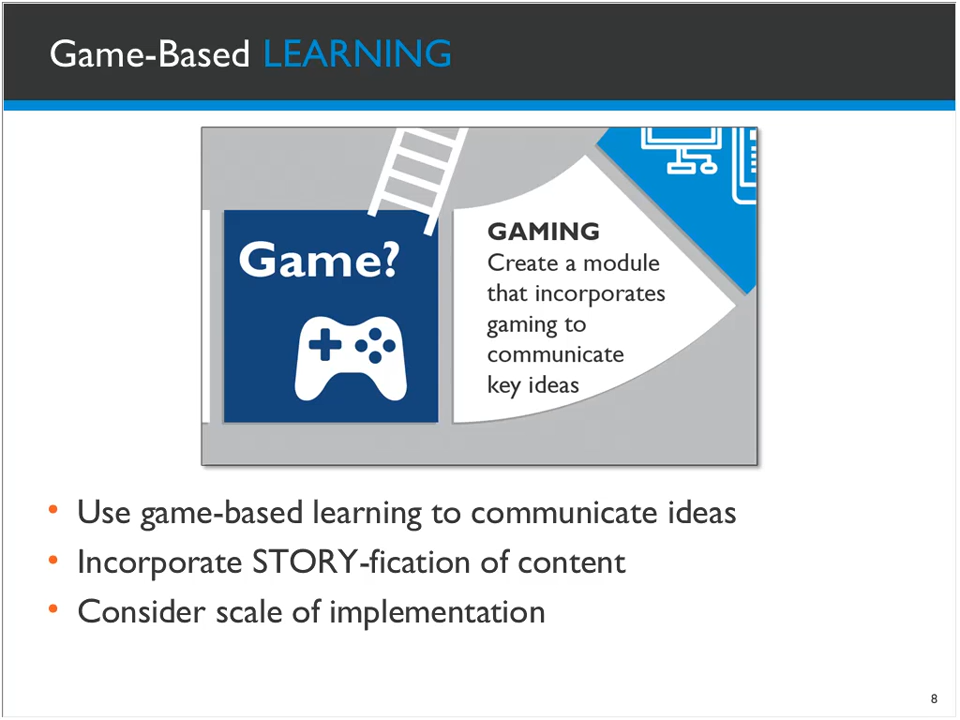 Game-Based LEARNING
Game?
GAMING
Create a module
that incorporates
gaming to
communicate
key ideas
• Use game-based learning to communicate ideas
• Incorporate STORY-fication of content
• Consider scale of implementation
8